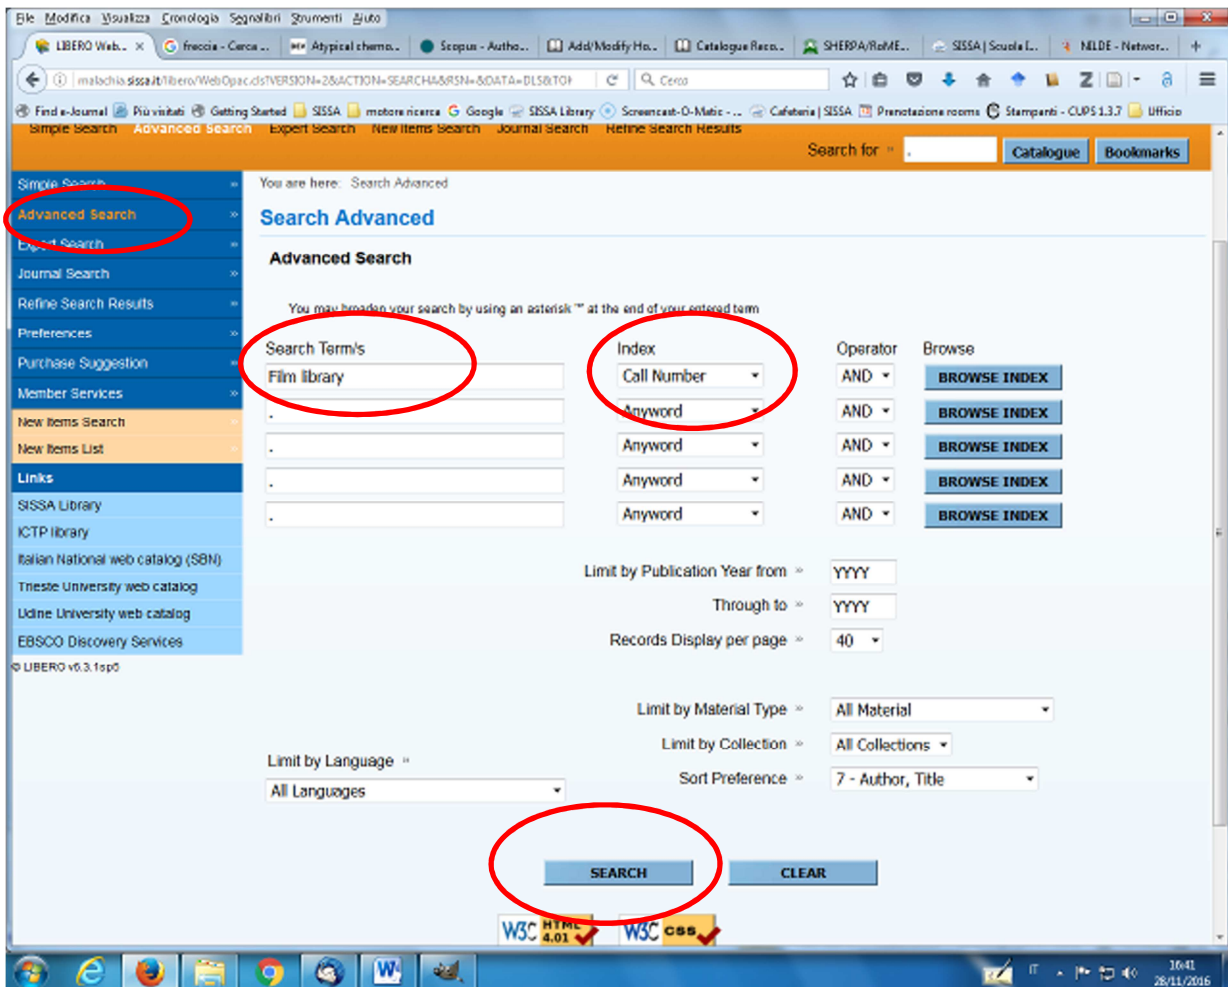 File Modifica Visualizza Cronologia Segnalibri Strumenti Aiuto
LIBERO Web... × freccia - Cerca ... Atypical chemo... Scopus - Autho... Add/Modify Ho... Catalogue Reco... SHERPA/RoME... SISSA | Scuola I... NILDE - Networ... +
malachia.sissa.it/libero/WebOpac.cls?VERSION=2&ACTION=SEARCHA&RSN=&DATA=DLS&TOK Cerca
Find e-Journal Più visitati Getting Started SISSA motore ricerca Google SISSA Library Screencast-O-Matic - ... Cafeteria | SISSA Prenotazione rooms Stampanti - CUPS 1.3.7 Ufficio
Simple Search Advanced Search Expert Search New Items Search Journal Search Refine Search Results
Search for » . Catalogue Bookmarks
Simple Search »
Advanced Search »
Expert Search »
Journal Search »
Refine Search Results »
Preferences »
Purchase Suggestion »
Member Services »
New Items Search »
New Items List »
Links
SISSA Library
ICTP library
Italian National web catalog (SBN)
Trieste University web catalog
Udine University web catalog
EBSCO Discovery Services
© LIBERO v6.3.1sp5
You are here: Search Advanced
Search Advanced
Advanced Search
You may broaden your search by using an asterisk '*' at the end of your entered term
Search Term/s Index Operator Browse
Film library Call Number AND BROWSE INDEX
. Anyword AND BROWSE INDEX
. Anyword AND BROWSE INDEX
. Anyword AND BROWSE INDEX
. Anyword AND BROWSE INDEX
Limit by Publication Year from » YYYY
Through to » YYYY
Records Display per page » 40
Limit by Material Type » All Material
Limit by Collection » All Collections
Sort Preference » 7 - Author, Title
Limit by Language »
All Languages
SEARCH CLEAR
W3C HTML 4.01 W3C css
IT 16:41
28/11/2016